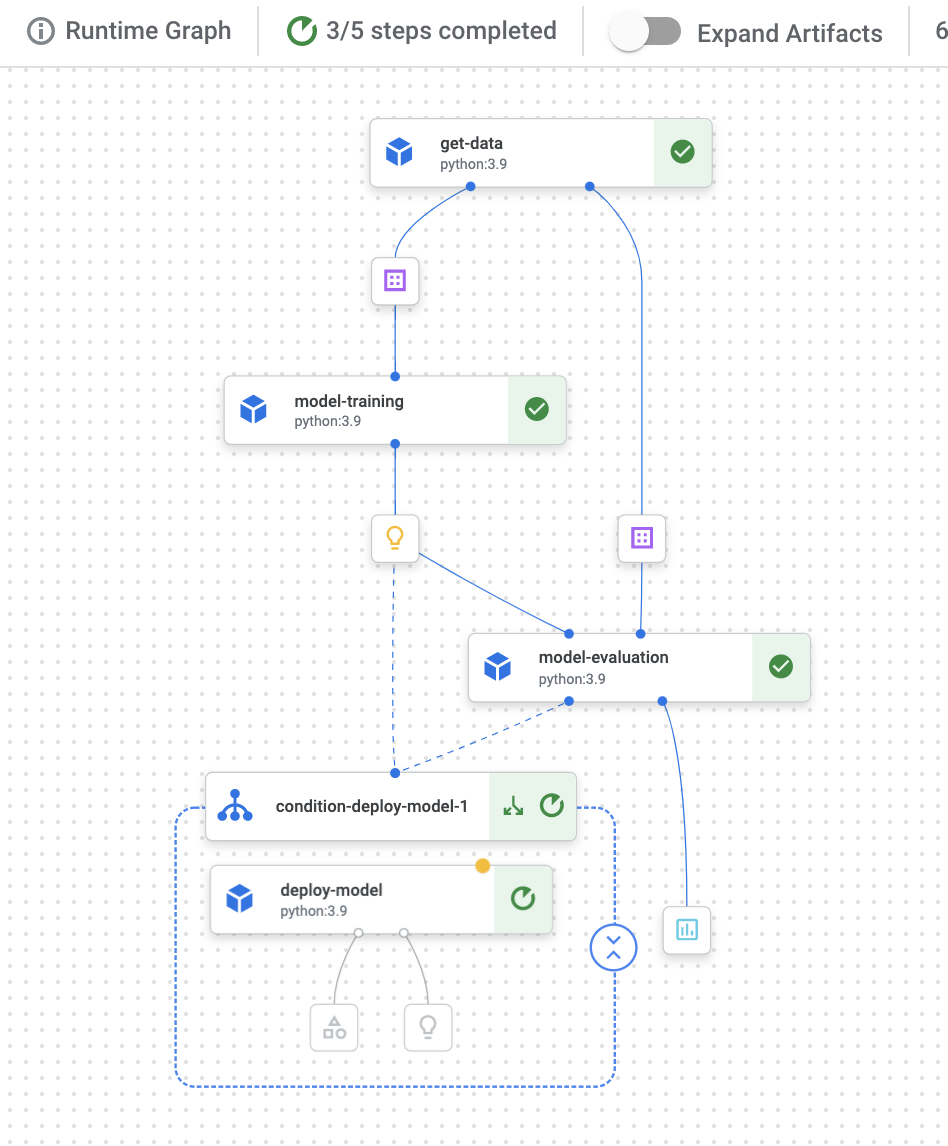 Runtime Graph
3/5 steps completed
Expand Artifacts
6
get-data
python:3.9
model-training
python:3.9
model-evaluation
python:3.9
condition-deploy-model-1
deploy-model
python:3.9